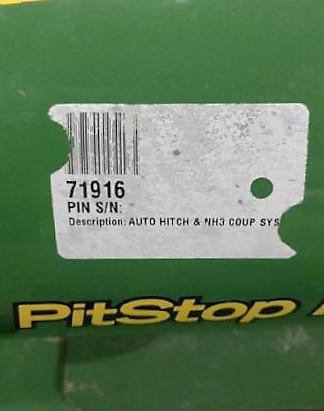 71916
PIN S/N:
Description: AUTO HITCH & NH3 COUP SYS
PitStop